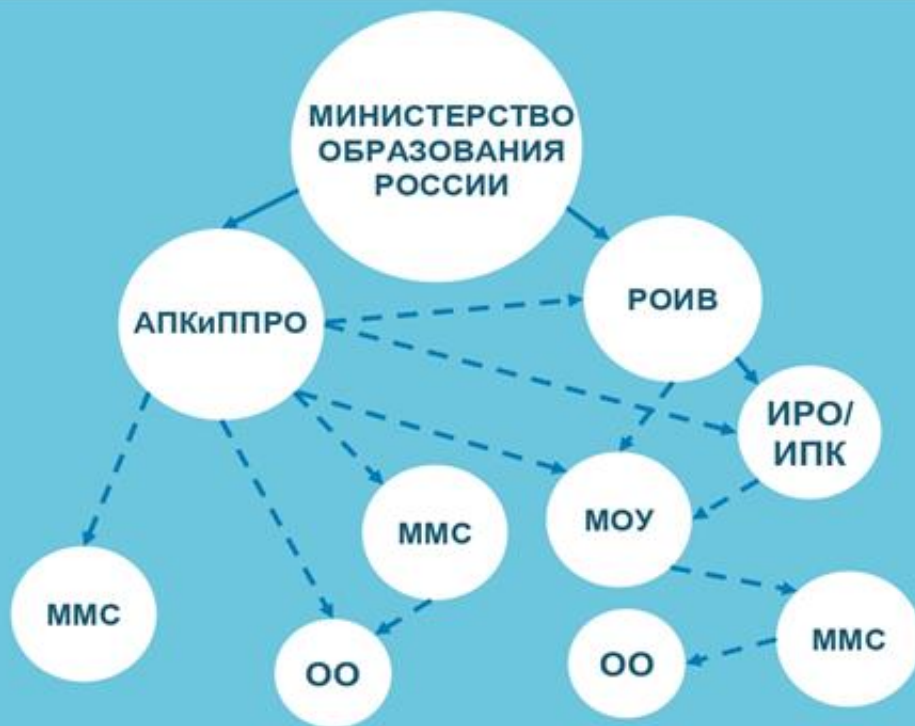 МИНИСТЕРСТВО
ОБРАЗОВАНИЯ
РОССИИ
АПКиППРО
РОИВ
ИРО/
ИПК
ММС
МОУ
ММС
ММС
ОО
ОО